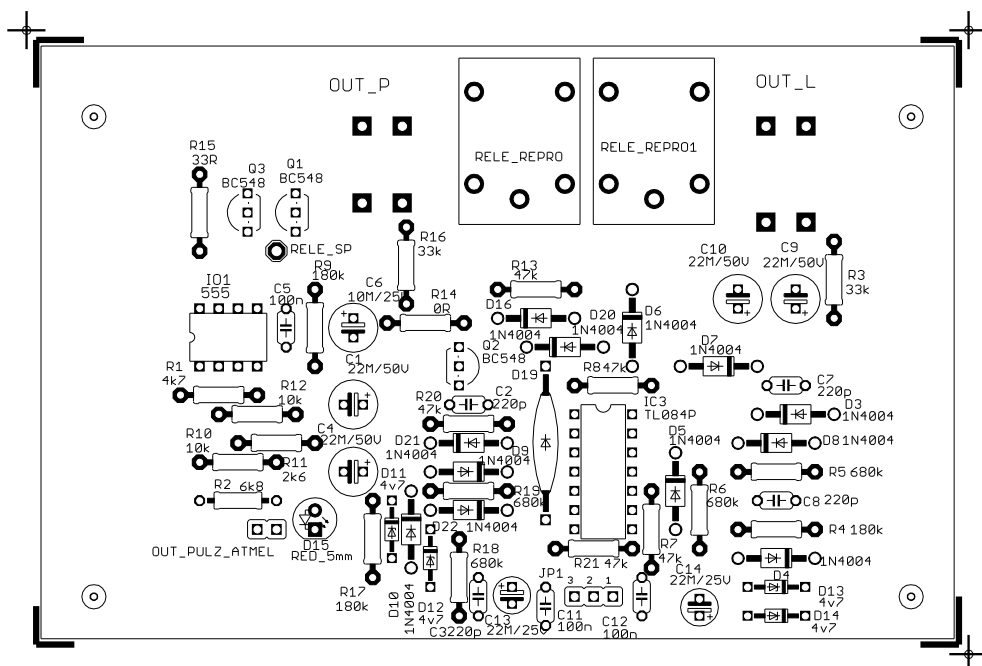 OUT_P
OUT_L
RELE_REPRO
RELE_REPRO1
R15
33R
Q3
BC548
Q1
BC548
RELE_SP
R16
33k
C10
22M/50V
C9
22M/50V
R3
33k
IO1
555
C5
100n
R9
180k
C6
10M/25V
R14
0R
R13
47k
D16
1N4004
D20
1N4004
D6
1N4004
D7
1N4004
Q2
BC548
D19
C1
22M/50V
R1
4k7
R12
10k
R20
47k
C2
220p
R8 47k
IC3
TL084P
C7
220p
D3
1N4004
R10
10k
C4
22M/50V
D21
1N4004
D9
D5
1N4004
D8 1N4004
R11
2k6
D11
4v7
R2 6k8
R19
680k
R6
680k
R5 680k
C8 220p
D15
RED_5mm
OUT_PULZ_ATMEL
D22 1N4004
R4 180k
R18
680k
R21 47k
R7
47k
1N4004
R17
180k
D10
1N4004
D12
4v7
C3 220p
C13
22M/25V
JP1
3 2 1
C11
100n
C12
100n
C14
22M/25V
D4
D13
4v7
D14
4v7